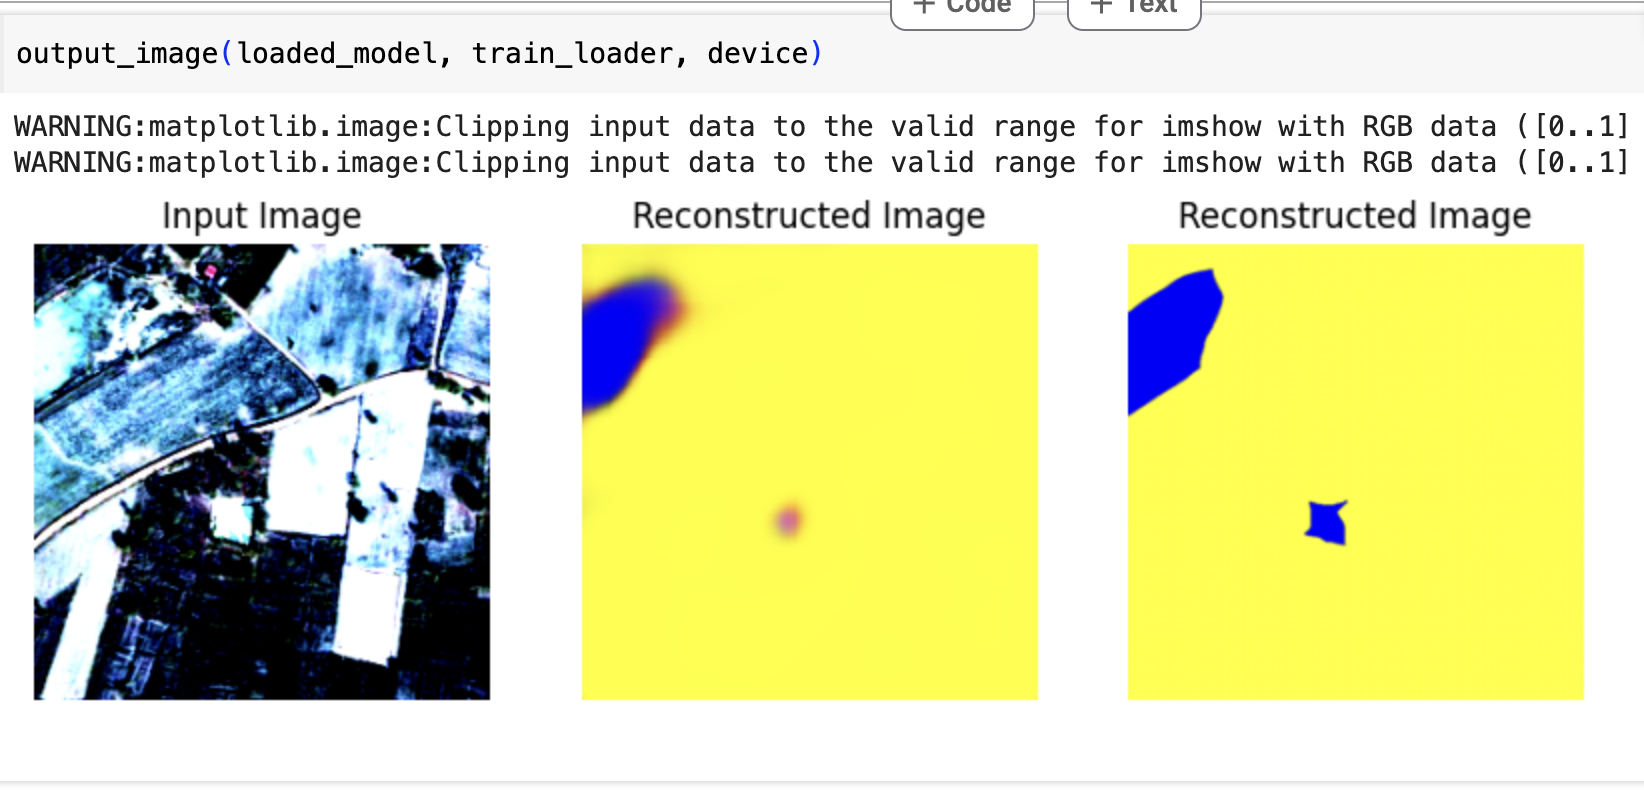 + Code + Text
output_image(loaded_model, train_loader, device)
WARNING:matplotlib.image:Clipping input data to the valid range for imshow with RGB data ([0..1]
WARNING:matplotlib.image:Clipping input data to the valid range for imshow with RGB data ([0..1]
Input Image Reconstructed Image Reconstructed Image